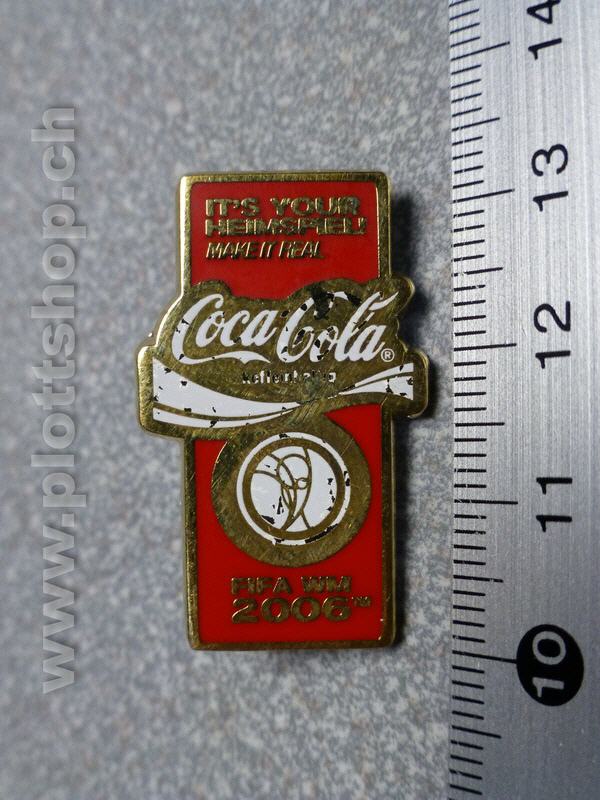 IT'S YOUR
HEIMSPIEL!
MAKE IT REAL
Coca Cola®
koffeinhaltig
FIFA WM
2006™
www.plottshop.ch
14
13
12
11
10